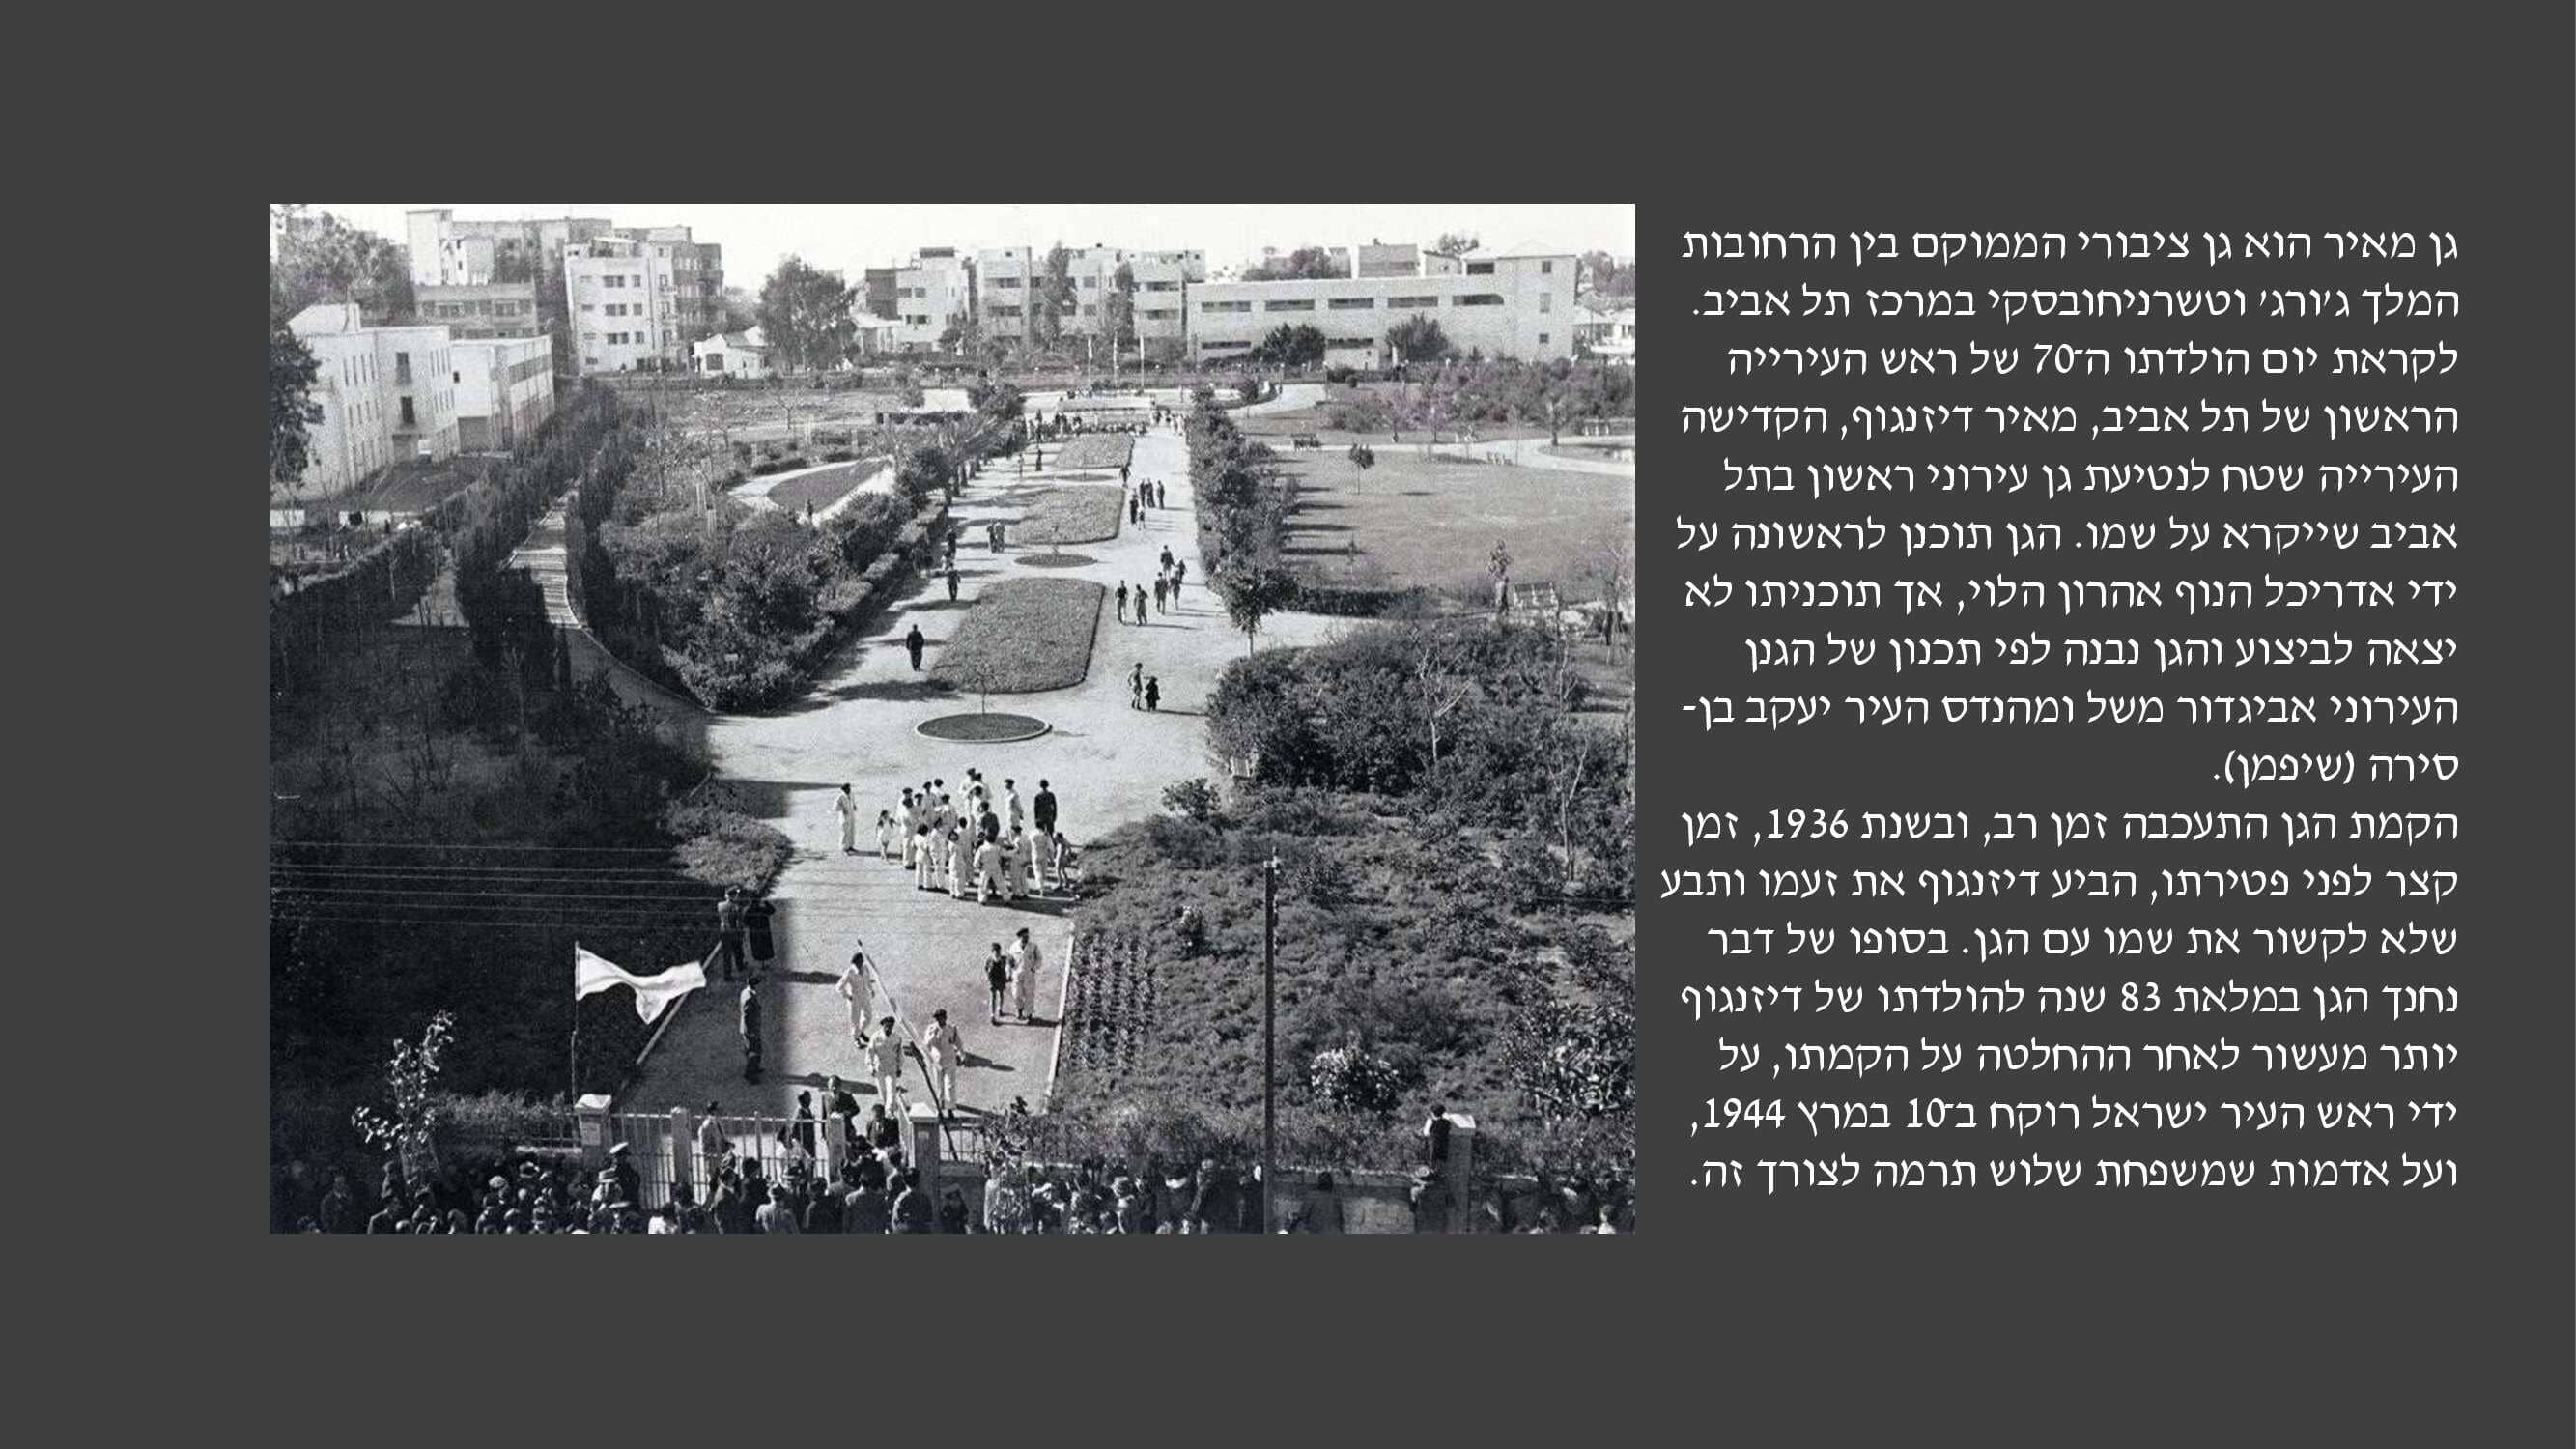 גן מאיר הוא גן ציבורי הממוקם בין הרחובות
המלך ג׳ורג׳ וטשרניחובסקי במרכז תל אביב.
לקראת יום הולדתו ה־70 של ראש העירייה
הראשון של תל אביב, מאיר דיזנגוף, הקדישה
העירייה שטח לנטיעת גן עירוני ראשון בתל
אביב שייקרא על שמו. הגן תוכנן לראשונה על
ידי אדריכל הנוף אהרון הלוי, אך תוכניתו לא
יצאה לביצוע והגן נבנה לפי תכנון של הגנן
העירוני אביגדור משל ומהנדס העיר יעקב בן-
סירה (שיפמן).
הקמת הגן התעכבה זמן רב, ובשנת 1936, זמן
קצר לפני פטירתו, הביע דיזנגוף את זעמו ותבע
שלא לקשור את שמו עם הגן. בסופו של דבר
נחנך הגן במלאת 83 שנה להולדתו של דיזנגוף
יותר מעשור לאחר ההחלטה על הקמתו, על
ידי ראש העיר ישראל רוקח ב־10 במרץ 1944,
ועל אדמות שמשפחת שלוש תרמה לצורך זה.